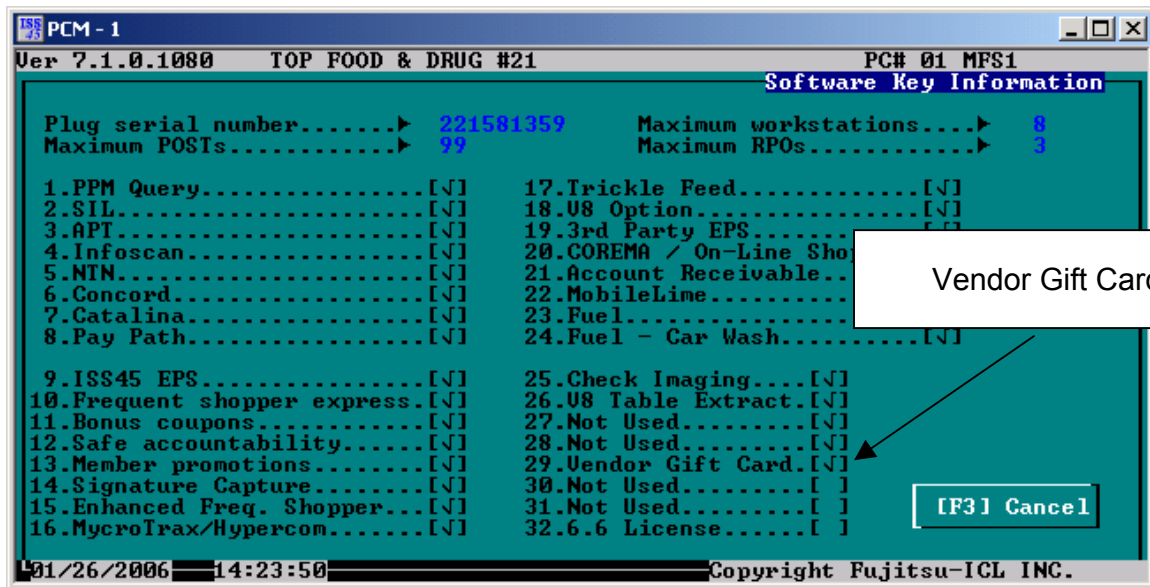 ISS 45 PCM - 1
Ver 7.1.0.1080 TOP FOOD & DRUG #21 PC# 01 MFS1
Software Key Information
Plug serial number.......► 221581359 Maximum workstations....► 8
Maximum POSTs............► 99 Maximum RPOs............► 3
1.PPM Query................[√] 17.Trickle Feed.............[√]
2.SIL......................[√] 18.V8 Option................[√]
3.APT......................[√] 19.3rd Party EPS............[√]
4.Infoscan.................[√] 20.COREMA / On-Line Sho
5.NTN......................[√] 21.Account Receivable..
6.Concord..................[√] 22.MobileLime..........
7.Catalina.................[√] 23.Fuel................
8.Pay Path.................[√] 24.Fuel - Car Wash..........[√]
Vendor Gift Card
9.ISS45 EPS................[√] 25.Check Imaging....[√]
10.Frequent shopper express.[√] 26.V8 Table Extract.[√]
11.Bonus coupons............[√] 27.Not Used.........[√]
12.Safe accountability......[√] 28.Not Used.........[√]
13.Member promotions........[√] 29.Vendor Gift Card.[√]
14.Signature Capture........[√] 30.Not Used.........[ ]
15.Enhanced Freq. Shopper...[√] 31.Not Used.........[ ]
16.MycroTrax/Hypercom.......[√] 32.6.6 License......[ ]
[F3] Cancel
01/26/2006 14:23:50 Copyright Fujitsu-ICL INC.